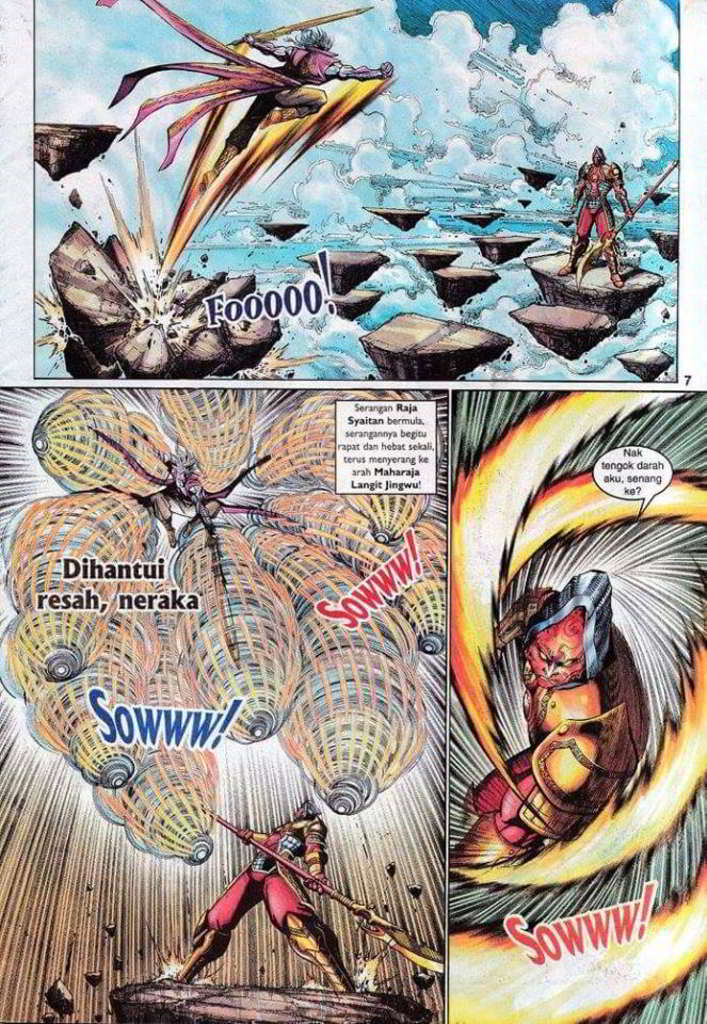 FOOOOO!
7
Serangan Raja
Syaitan bermula,
serangannya begitu
rapat dan hebat sekali,
terus menyerang ke
arah Maharaja
Langit Jingwu!
Dihantui
resah, neraka
SOWWW!
SOWWW!
Nak
tengok darah
aku, senang
ke?
SOWWW!